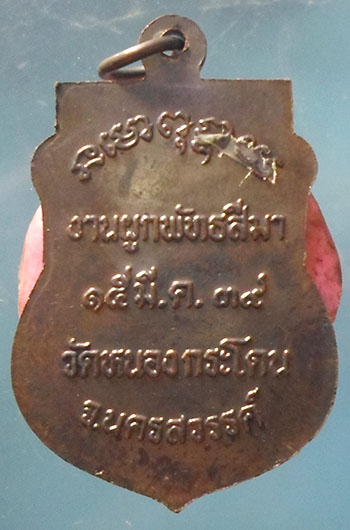 งานผูกพัทธสีมา
๑๕ มี.ค. ๓๙
วัดหนองกระโดน
จ.นครสวรรค์